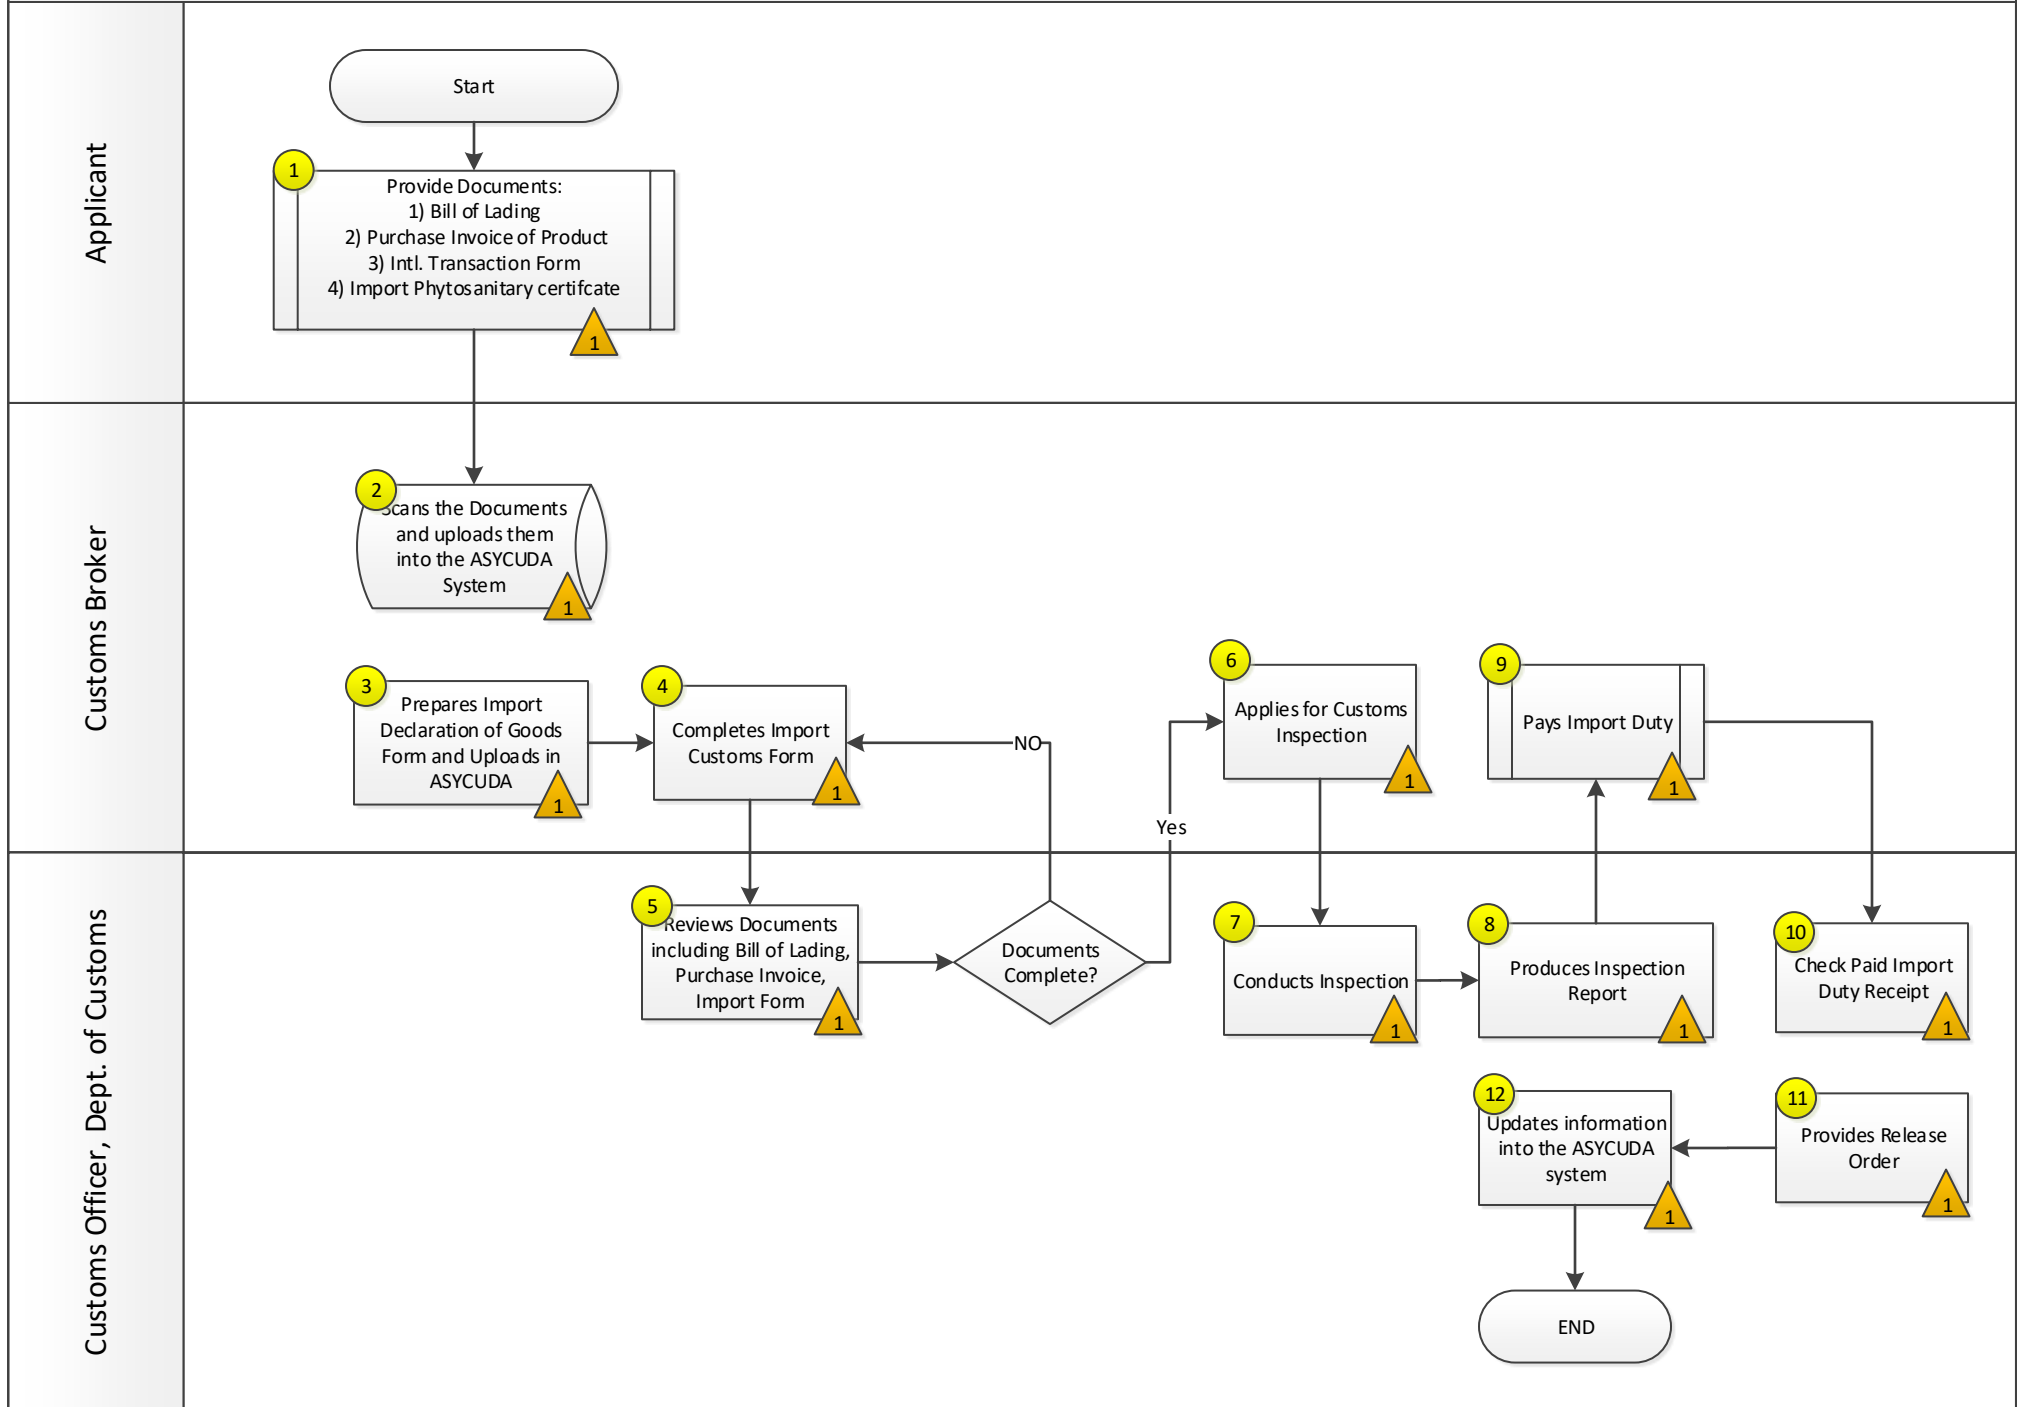 Applicant
Start
1
Provide Documents:
1) Bill of Lading
2) Purchase Invoice of Product
3) Intl. Transaction Form
4) Import Phytosanitary certifcate
1
Customs Broker
2
Scans the Documents
and uploads them
into the ASYCUDA
System
1
3
Prepares Import
Declaration of Goods
Form and Uploads in
ASYCUDA
1
4
Completes Import
Customs Form
1
NO
Yes
6
Applies for Customs
Inspection
1
9
Pays Import Duty
1
Customs Officer, Dept. of Customs
5
Reviews Documents
including Bill of Lading,
Purchase Invoice,
Import Form
1
Documents
Complete?
7
Conducts Inspection
1
8
Produces Inspection
Report
1
10
Check Paid Import
Duty Receipt
1
11
Provides Release
Order
1
12
Updates information
into the ASYCUDA
system
1
END